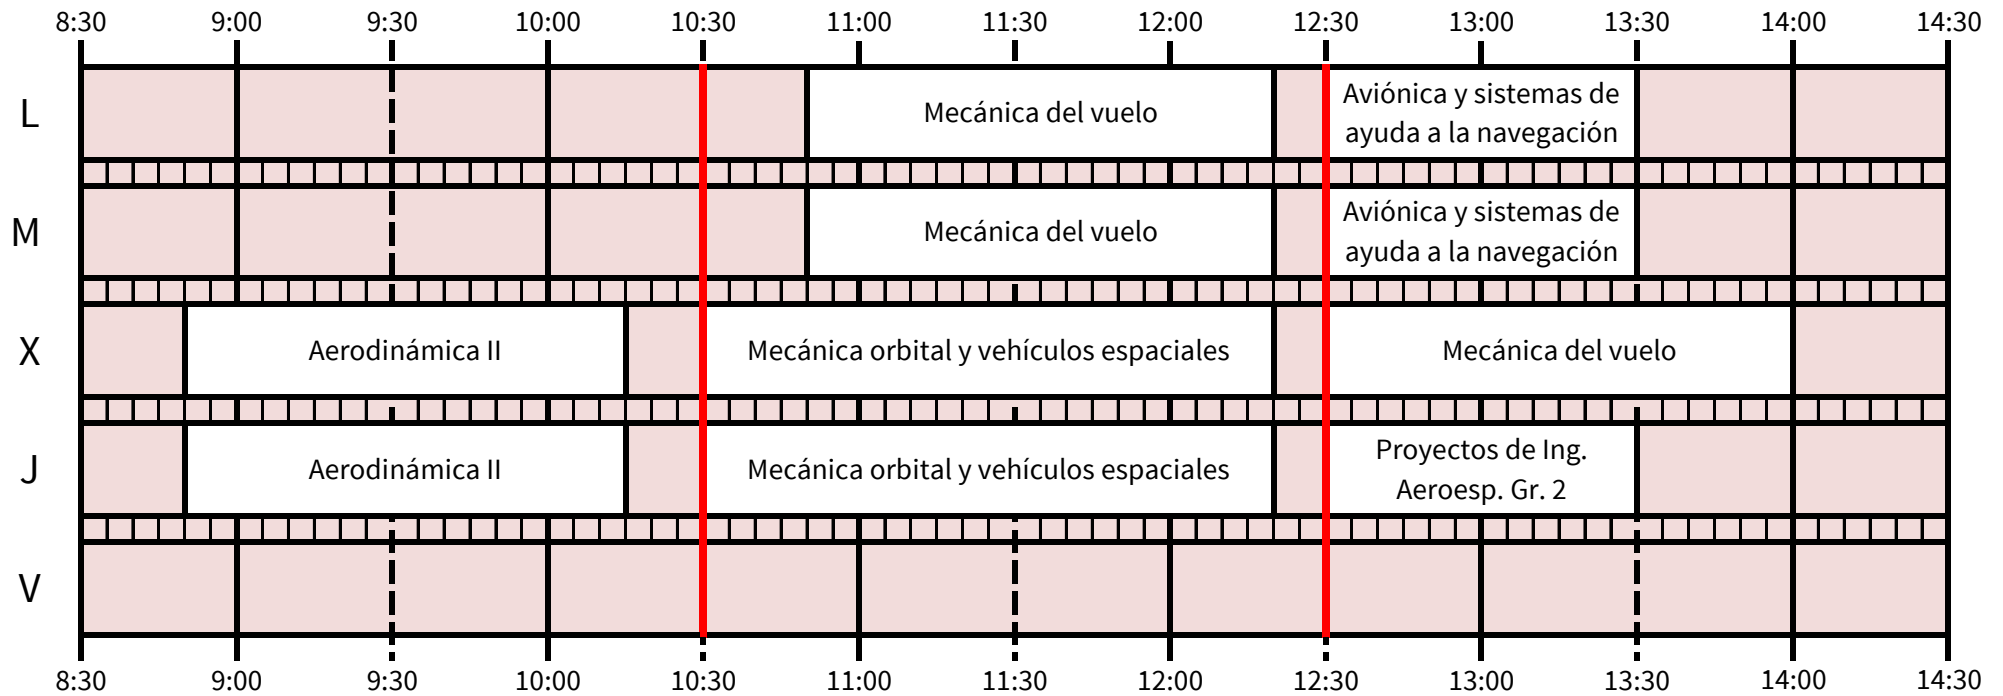 8:30 9:00 9:30 10:00 10:30 11:00 11:30 12:00 12:30 13:00 13:30 14:00 14:30
L
Mecánica del vuelo
Aviónica y sistemas de
ayuda a la navegación
M
Mecánica del vuelo
Aviónica y sistemas de
ayuda a la navegación
X
Aerodinámica II
Mecánica orbital y vehículos espaciales
Mecánica del vuelo
J
Aerodinámica II
Mecánica orbital y vehículos espaciales
Proyectos de Ing.
Aeroesp. Gr. 2
V
8:30 9:00 9:30 10:00 10:30 11:00 11:30 12:00 12:30 13:00 13:30 14:00 14:30